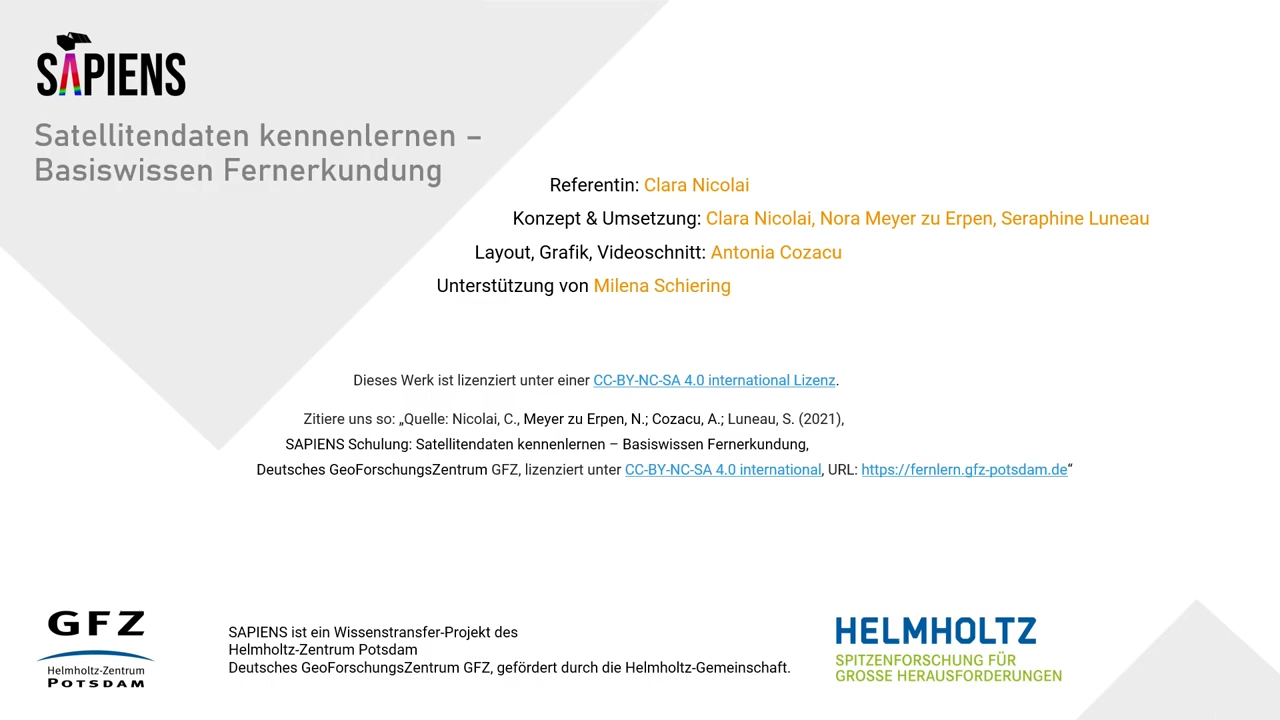 SAPIENS
Satellitendaten kennenlernen –
Basiswissen Fernerkundung
Referentin: Clara Nicolai
Konzept & Umsetzung: Clara Nicolai, Nora Meyer zu Erpen, Seraphine Luneau
Layout, Grafik, Videoschnitt: Antonia Cozacu
Unterstützung von Milena Schiering
Dieses Werk ist lizenziert unter einer CC-BY-NC-SA 4.0 international Lizenz.
Zitiere uns so: „Quelle: Nicolai, C., Meyer zu Erpen, N.; Cozacu, A.; Luneau, S. (2021),
SAPIENS Schulung: Satellitendaten kennenlernen – Basiswissen Fernerkundung,
Deutsches GeoForschungsZentrum GFZ, lizenziert unter CC-BY-NC-SA 4.0 international, URL: https://fernlern.gfz-potsdam.de“
GFZ
Helmholtz-Zentrum
POTSDAM
SAPIENS ist ein Wissenstransfer-Projekt des
Helmholtz-Zentrum Potsdam
Deutsches GeoForschungsZentrum GFZ, gefördert durch die Helmholtz-Gemeinschaft.
HELMHOLTZ
SPITZENFORSCHUNG FÜR
GROSSE HERAUSFORDERUNGEN